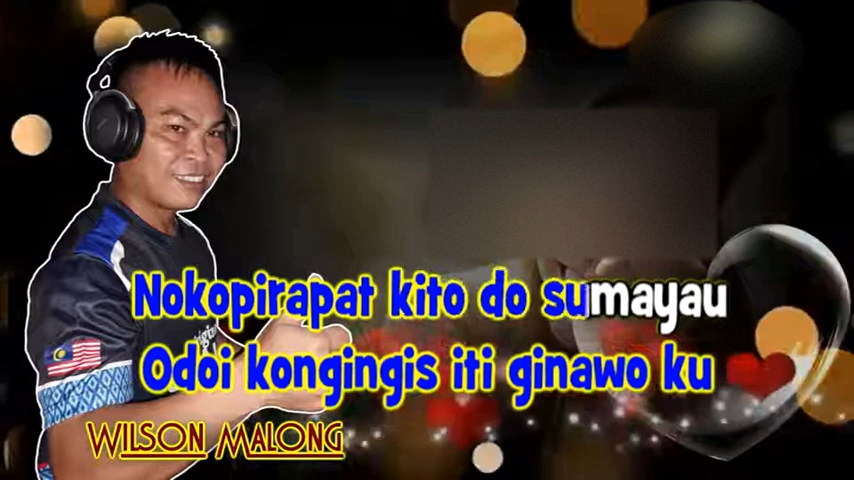 Nokopirapat kito do sumayau
Odoi kongingis iti ginawo ku
WILSON MALONG